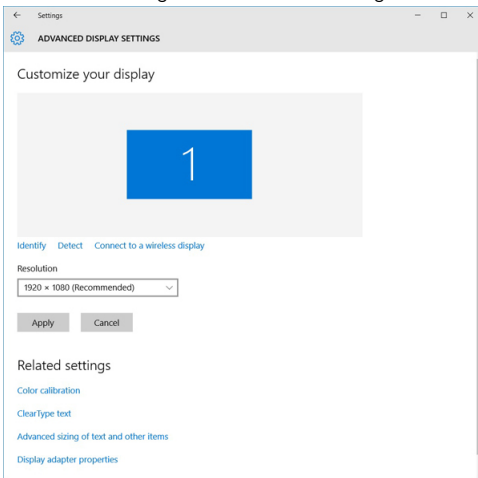 Settings
ADVANCED DISPLAY SETTINGS
Customize your display
1
Identify Detect Connect to a wireless display
Resolution
1920 × 1080 (Recommended)
Apply Cancel
Related settings
Color calibration
ClearType text
Advanced sizing of text and other items
Display adapter properties